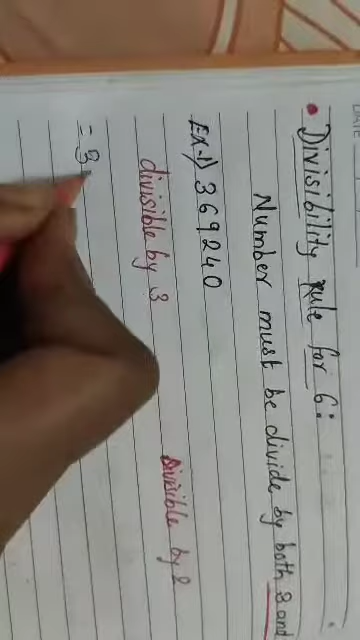 Divisibility rule for 6:
Number must be divide by both 3 and
Ex-1) 369240
divisible by 3 Divisible by 2
= 3